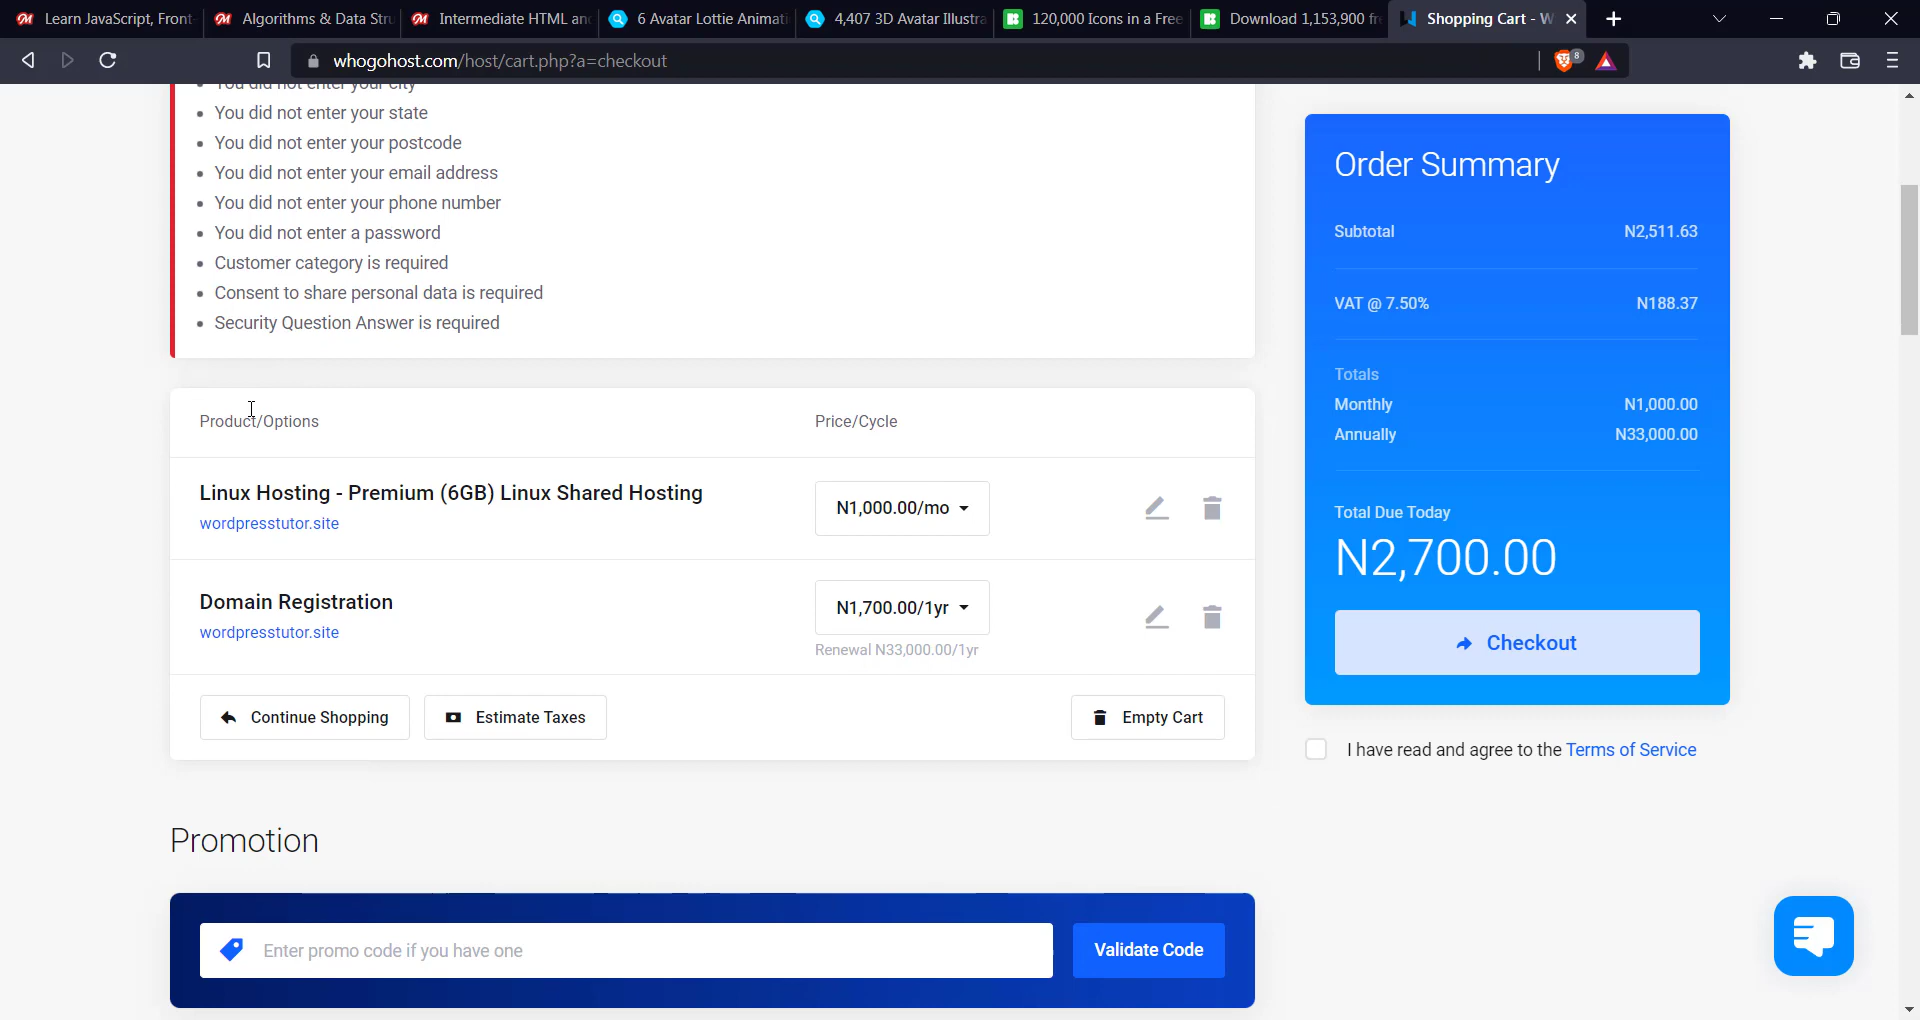 Learn JavaScript, Front
Algorithms & Data Stru
Intermediate HTML an
6 Avatar Lottie Animati
4,407 3D Avatar Illustra
120,000 Icons in a Free
Download 1,153,900 fr
Shopping Cart - W
whogohost.com/host/cart.php?a=checkout
8
You did not enter your city
You did not enter your state
You did not enter your postcode
You did not enter your email address
You did not enter your phone number
You did not enter a password
Customer category is required
Consent to share personal data is required
Security Question Answer is required
Product/Options
Price/Cycle
Linux Hosting - Premium (6GB) Linux Shared Hosting
wordpresstutor.site
N1,000.00/mo
Domain Registration
wordpresstutor.site
N1,700.00/1yr
Renewal N33,000.00/1yr
Continue Shopping
Estimate Taxes
Empty Cart
Order Summary
Subtotal N2,511.63
VAT @ 7.50% N188.37
Totals
Monthly N1,000.00
Annually N33,000.00
Total Due Today
N2,700.00
Checkout
I have read and agree to the Terms of Service
Promotion
Enter promo code if you have one
Validate Code